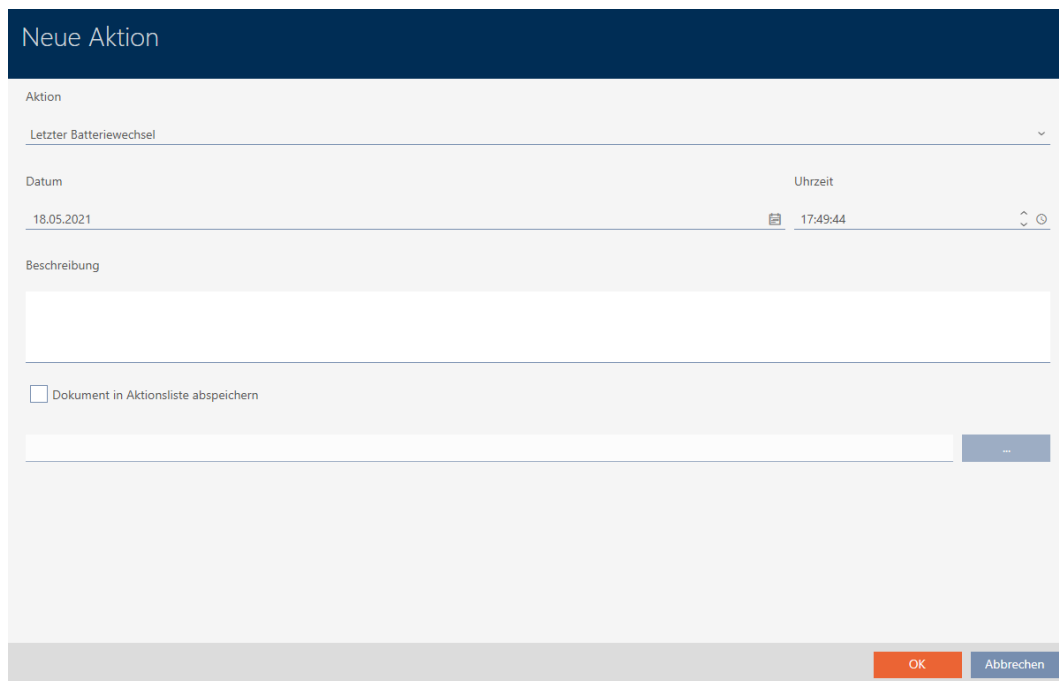 Neue Aktion
Aktion
Letzter Batteriewechsel
Datum
Uhrzeit
18.05.2021
17:49:44
Beschreibung
Dokument in Aktionsliste abspeichern
...
OK
Abbrechen